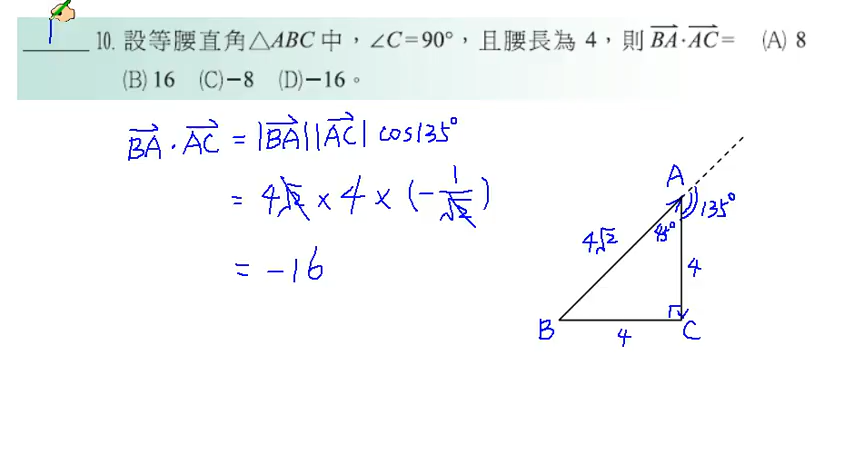 10. 設等腰直角△ABC 中，∠C=90°，且腰長為 4，則 $\overrightarrow{BA}\cdot\overrightarrow{AC}$= (A) 8
(B) 16 (C) −8 (D) −16。
$\overrightarrow{BA}\cdot\overrightarrow{AC}$ = |$\overrightarrow{BA}$||$\overrightarrow{AC}$| cos135°
= 4√2 × 4 × (−1/√2)
= −16
A
135°
45°
4√2
4
B
C
4